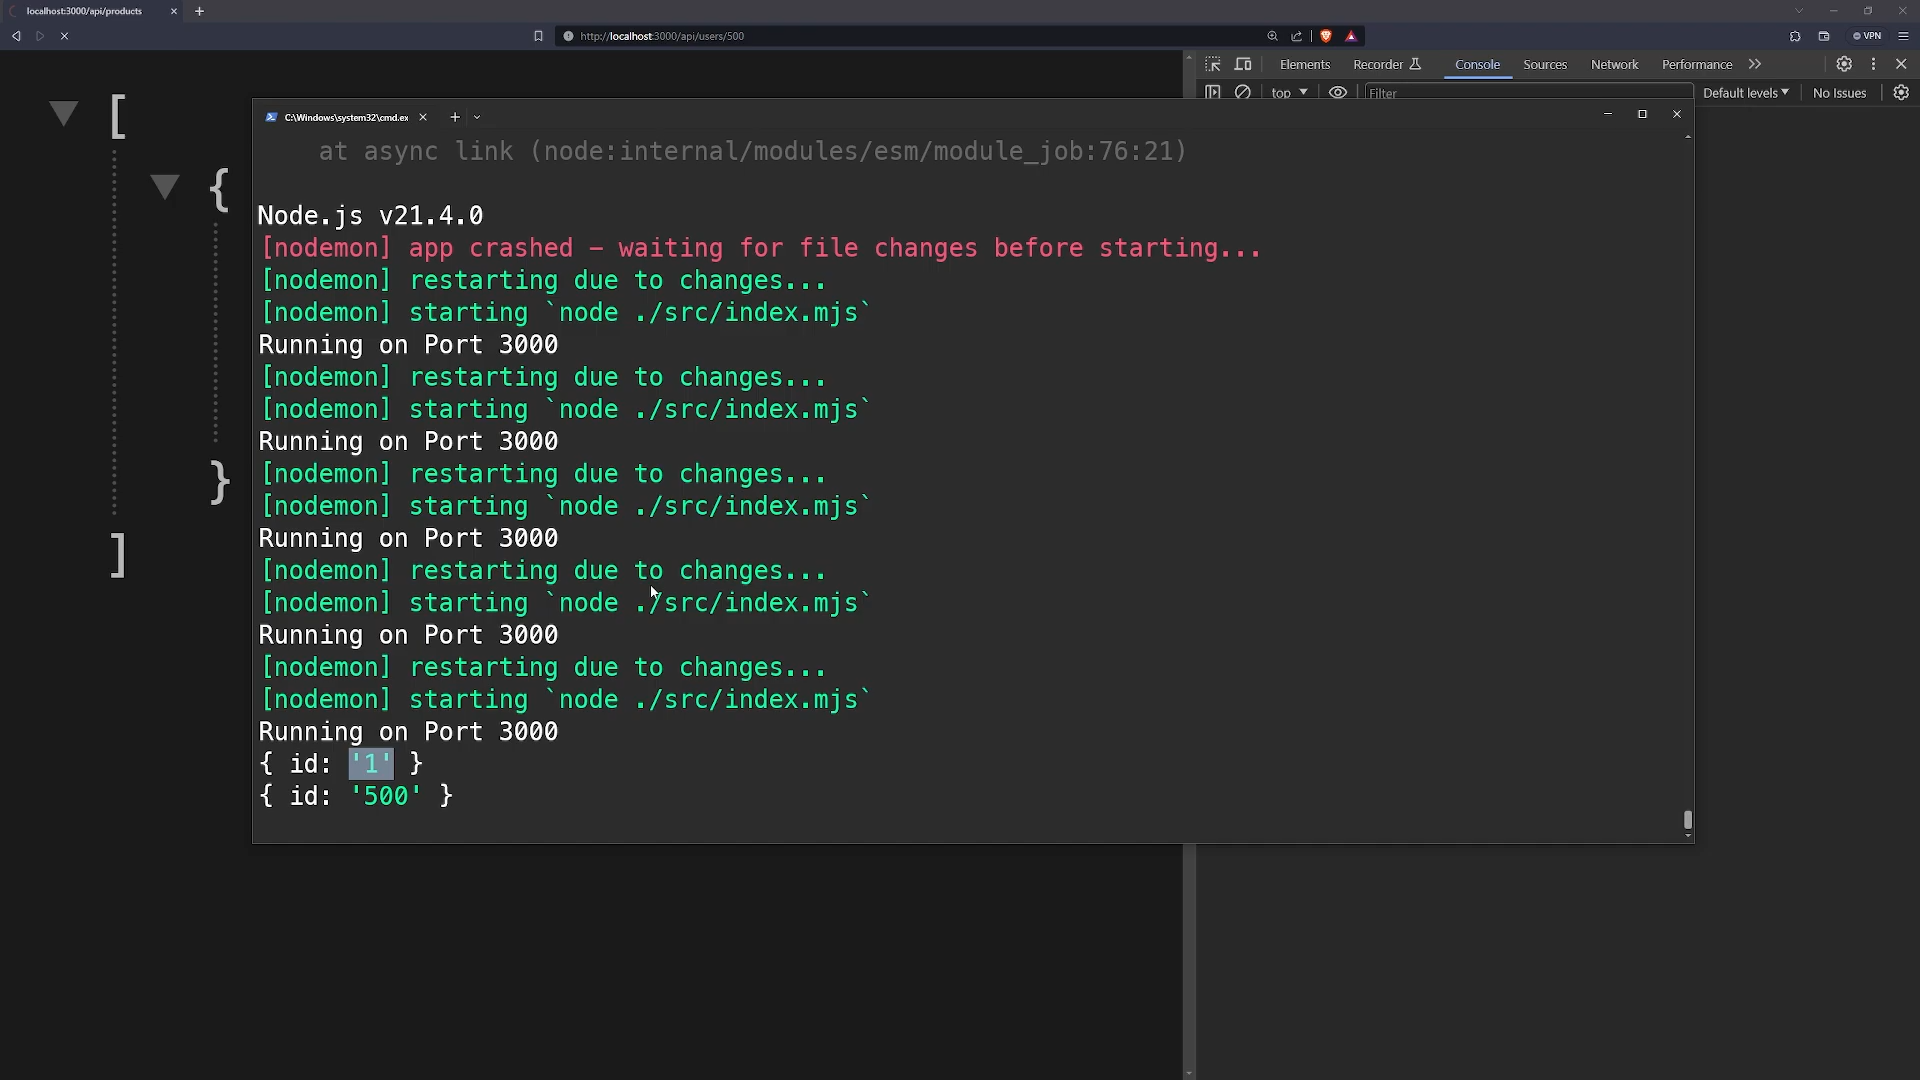 localhost:3000/api/products
http://localhost:3000/api/users/500
VPN
Elements
Recorder
Console
Sources
Network
Performance
top
Filter
Default levels
No Issues
[
{
}
]
C:\Windows\system32\cmd.ex
at async link (node:internal/modules/esm/module_job:76:21)
Node.js v21.4.0
[nodemon] app crashed - waiting for file changes before starting...
[nodemon] restarting due to changes...
[nodemon] starting `node ./src/index.mjs`
Running on Port 3000
[nodemon] restarting due to changes...
[nodemon] starting `node ./src/index.mjs`
Running on Port 3000
[nodemon] restarting due to changes...
[nodemon] starting `node ./src/index.mjs`
Running on Port 3000
[nodemon] restarting due to changes...
[nodemon] starting `node ./src/index.mjs`
Running on Port 3000
[nodemon] restarting due to changes...
[nodemon] starting `node ./src/index.mjs`
Running on Port 3000
{ id: '1' }
{ id: '500' }